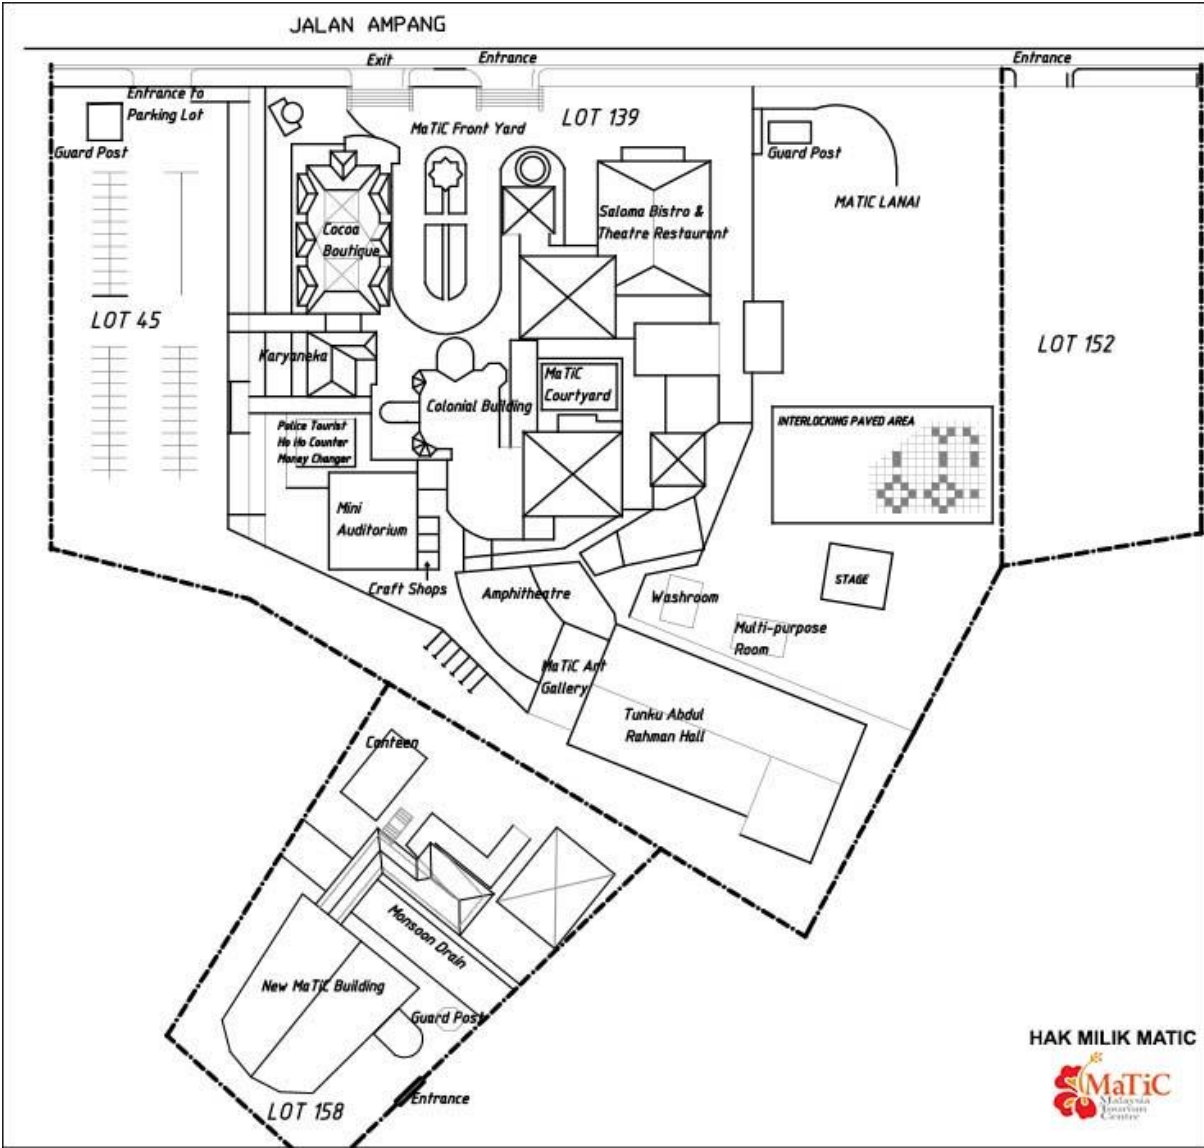 JALAN AMPANG
Exit
Entrance
Entrance
Entrance to
Parking Lot
LOT 139
MaTiC Front Yard
Guard Post
Guard Post
MATIC LANAI
Saloma Bistro &
Theatre Restaurant
Cocoa
Boutique
LOT 45
LOT 152
Karyaneka
MaTiC
Courtyard
Colonial Building
INTERLOCKING PAVED AREA
Police Tourist
Ho Ho Counter
Money Changer
Mini
Auditorium
STAGE
Craft Shops
Amphitheatre
Washroom
Multi-purpose
Room
MaTiC Art
Gallery
Tunku Abdul
Rahman Hall
Canteen
Monsoon Drain
New MaTiC Building
Guard Post
HAK MILIK MATIC
MaTiC
Malaysia
Tourism
Centre
Entrance
LOT 158